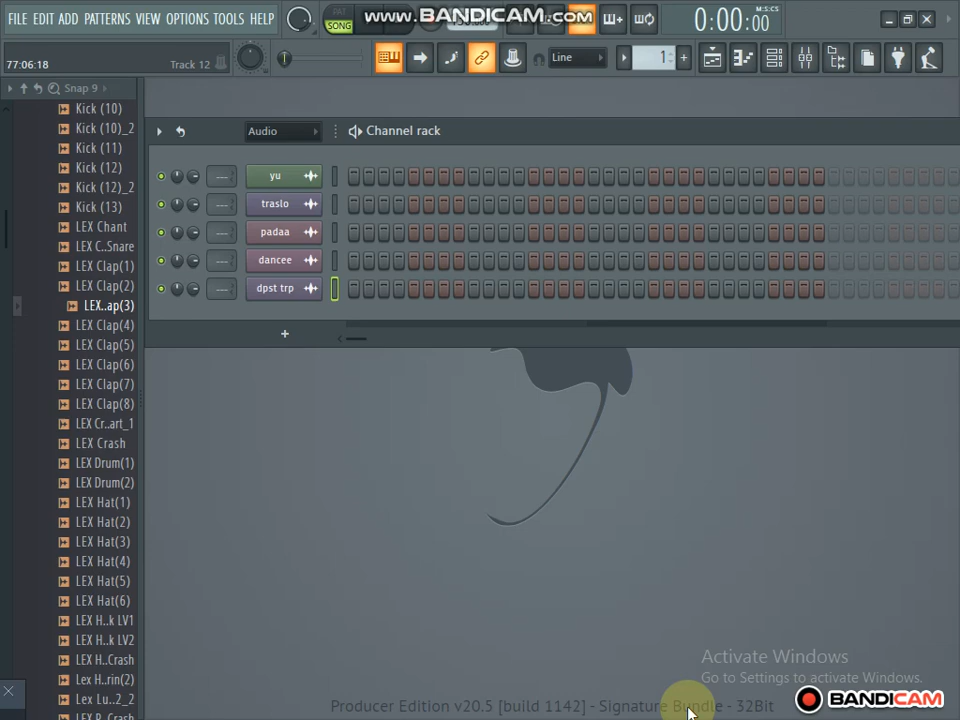 FILE EDIT ADD PATTERNS VIEW OPTIONS TOOLS HELP
PAT
SONG
WWW.BANDICAM.COM
0:00:00
M:S:CS
77:06:18
Track 12
Line
1
Snap 9
Kick (10)
Kick (10)_2
Kick (11)
Kick (12)
Kick (12)_2
Kick (13)
LEX Chant
LEX C..Snare
LEX Clap(1)
LEX Clap(2)
LEX..ap(3)
LEX Clap(4)
LEX Clap(5)
LEX Clap(6)
LEX Clap(7)
LEX Clap(8)
LEX Cr..art_1
LEX Crash
LEX Drum(1)
LEX Drum(2)
LEX Hat(1)
LEX Hat(2)
LEX Hat(3)
LEX Hat(4)
LEX Hat(5)
LEX Hat(6)
LEX H..k LV1
LEX H..k LV2
LEX H..Crash
Lex H..rin(2)
Lex Lu..2_2
LEX P..Crash
Audio
Channel rack
yu
traslo
padaa
dancee
dpst trp
Activate Windows
Go to Settings to activate Windows.
Producer Edition v20.5 [build 1142] - Signature Bundle - 32Bit
BANDICAM